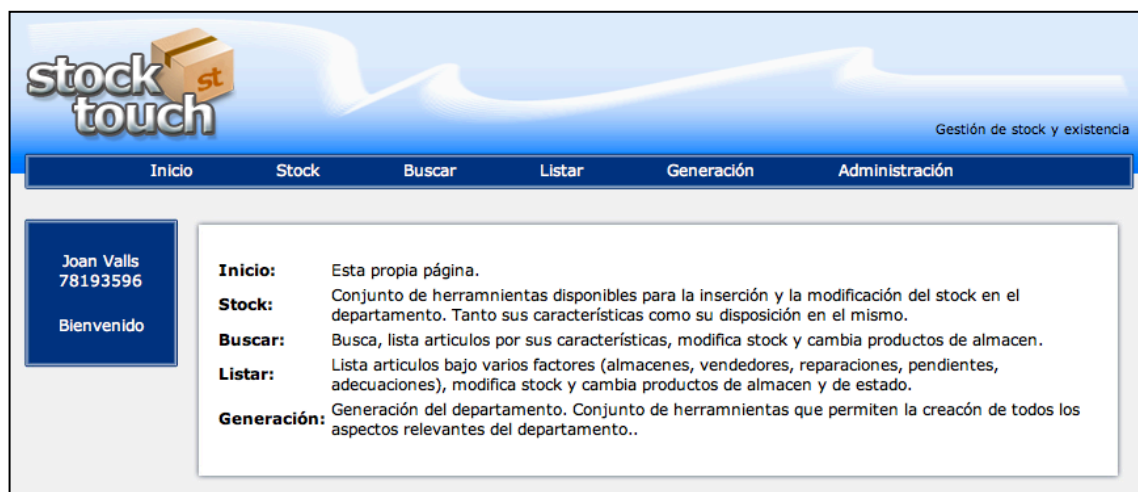 stock
st
touch
Gestión de stock y existencia
Inicio Stock Buscar Listar Generación Administración
Joan Valls
78193596
Bienvenido
Inicio: Esta propia página.
Stock: Conjunto de herramnientas disponibles para la inserción y la modificación del stock en el
departamento. Tanto sus características como su disposición en el mismo.
Buscar: Busca, lista articulos por sus características, modifica stock y cambia productos de almacen.
Listar: Lista articulos bajo varios factores (almacenes, vendedores, reparaciones, pendientes,
adecuaciones), modifica stock y cambia productos de almacen y de estado.
Generación: Generación del departamento. Conjunto de herramnientas que permiten la creacón de todos los
aspectos relevantes del departamento..